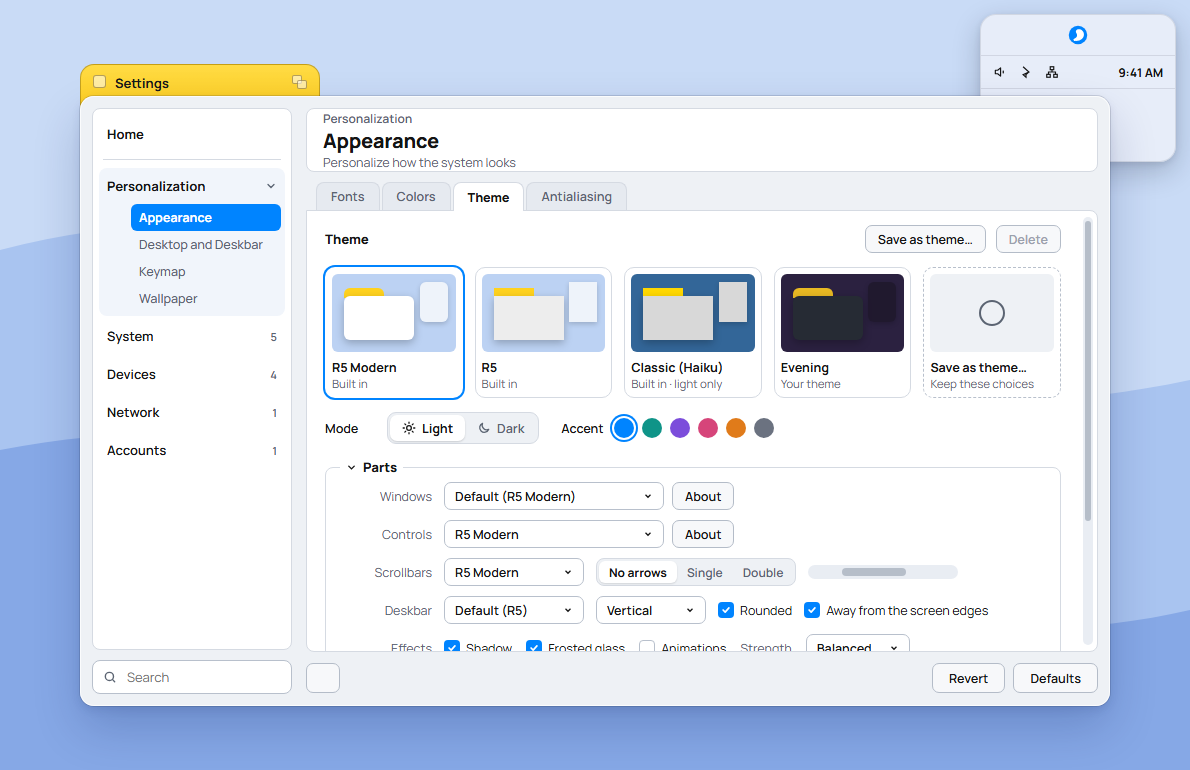 9:41 AM
Settings
Home
Personalization
Appearance
Desktop and Deskbar
Keymap
Wallpaper
System 5
Devices 4
Network 1
Accounts 1
Search
Personalization
Appearance
Personalize how the system looks
Fonts Colors Theme Antialiasing
Theme Save as theme... Delete
R5 Modern
Built in
R5
Built in
Classic (Haiku)
Built in · light only
Evening
Your theme
Save as theme...
Keep these choices
Mode Light Dark Accent
Parts
Windows Default (R5 Modern) About
Controls R5 Modern About
Scrollbars R5 Modern No arrows Single Double
Deskbar Default (R5) Vertical Rounded Away from the screen edges
Effects Shadow Frosted glass Animations Strength Balanced
Revert Defaults